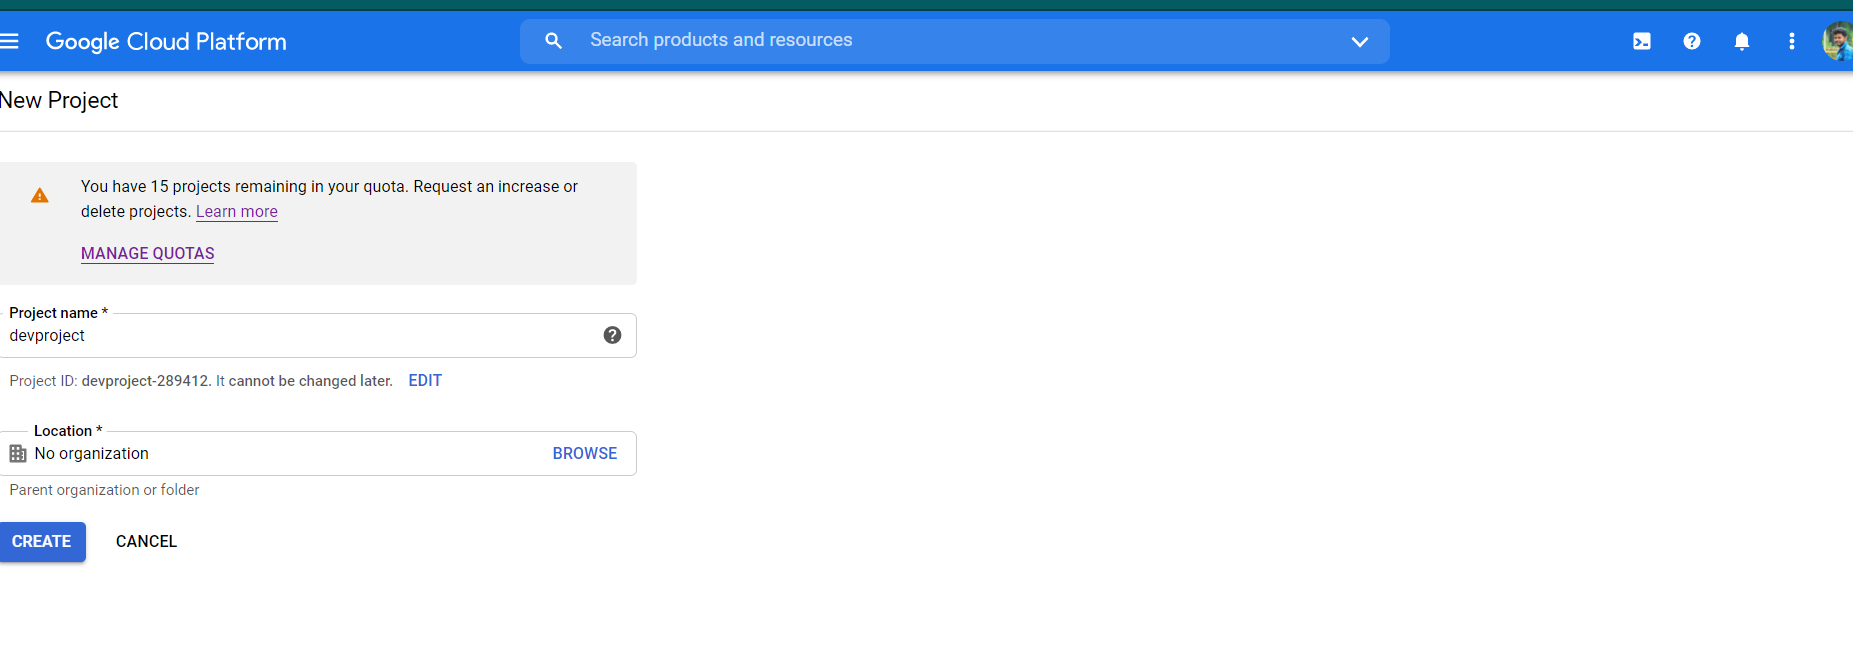 Google Cloud Platform
Search products and resources
New Project
You have 15 projects remaining in your quota. Request an increase or
delete projects. Learn more
MANAGE QUOTAS
Project name *
devproject
Project ID: devproject-289412. It cannot be changed later. EDIT
Location *
No organization BROWSE
Parent organization or folder
CREATE CANCEL